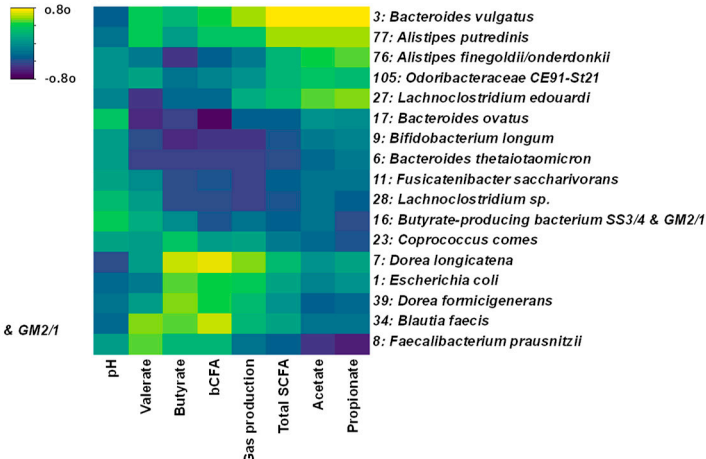 0.80
-0.80
3: Bacteroides vulgatus
77: Alistipes putredinis
76: Alistipes finegoldii/onderdonkii
105: Odoribacteraceae CE91-St21
27: Lachnoclostridium edouardi
17: Bacteroides ovatus
9: Bifidobacterium longum
6: Bacteroides thetaiotaomicron
11: Fusicatenibacter saccharivorans
28: Lachnoclostridium sp.
16: Butyrate-producing bacterium SS3/4 & GM2/1
23: Coprococcus comes
7: Dorea longicatena
1: Escherichia coli
39: Dorea formicigenerans
34: Blautia faecis
& GM2/1
8: Faecalibacterium prausnitzii
pH
Valerate
Butyrate
bCFA
Gas production
Total SCFA
Acetate
Propionate